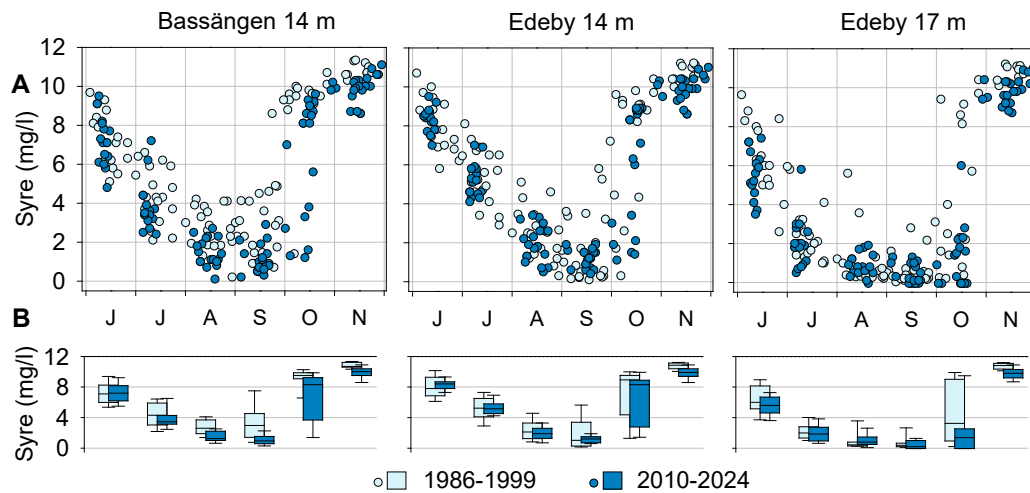 Bassängen 14 m Edeby 14 m Edeby 17 m
A
Syre (mg/l)
12
10
8
6
4
2
0
J J A S O N J J A S O N J J A S O N
B
Syre (mg/l)
12
8
4
0
1986-1999 2010-2024